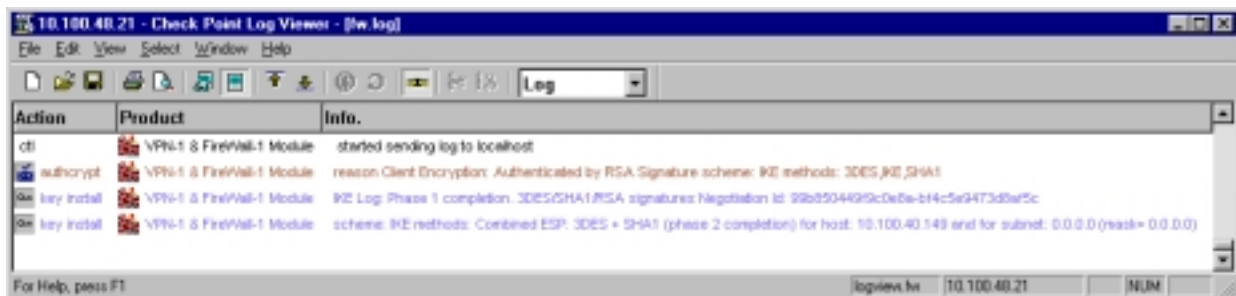 10.100.48.21 - Check Point Log Viewer - [fw.log]
File Edit View Select Window Help
Log
Action Product Info.
ctl VPN-1 & FireWall-1 Module started sending log to localhost
authcrypt VPN-1 & FireWall-1 Module reason Client Encryption: Authenticated by RSA Signature scheme: IKE methods: 3DES,IKE,SHA1
key install VPN-1 & FireWall-1 Module IKE Log: Phase 1 completion. 3DES/SHA1/RSA signatures Negotiation Id:
key install VPN-1 & FireWall-1 Module scheme: IKE methods: Combined ESP: 3DES + SHA1 (phase 2 completion) for host: 10.100.40.149 and for subnet: 0.0.0.0 (mask= 0.0.0.0)
For Help, press F1 logview.fw 10.100.48.21 NUM